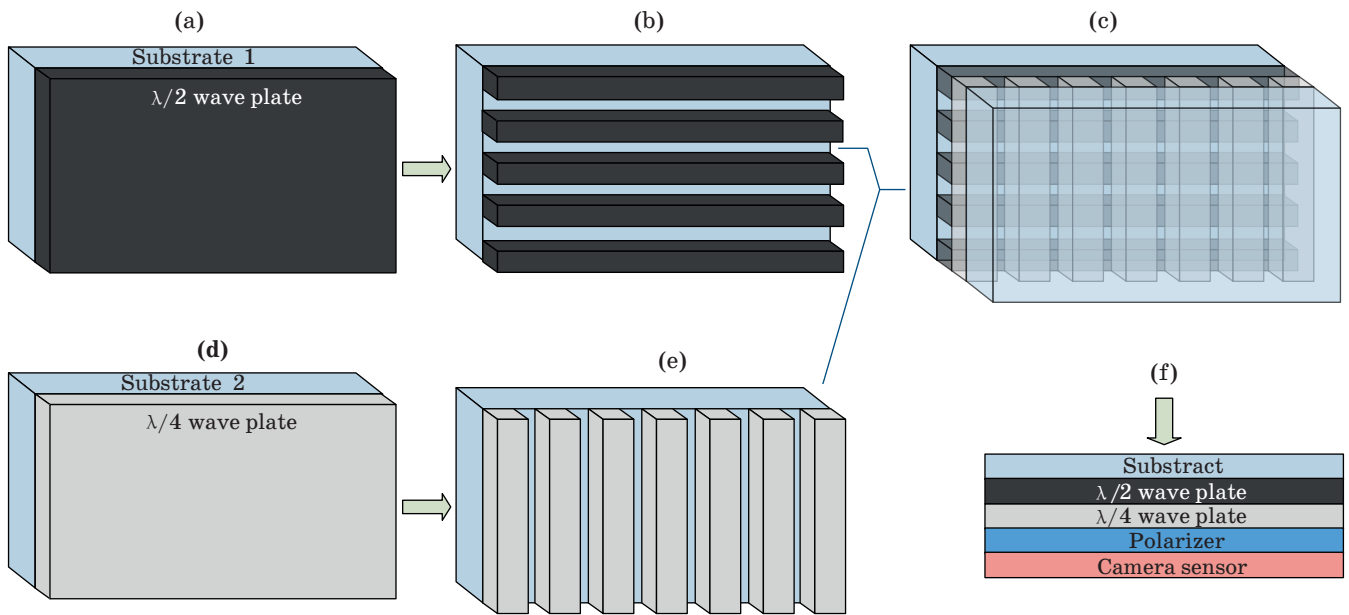 (a)
(b)
(c)
Substrate 1
λ/2 wave plate
(d)
(e)
(f)
Substrate 2
λ/4 wave plate
Substract
λ/2 wave plate
λ/4 wave plate
Polarizer
Camera sensor